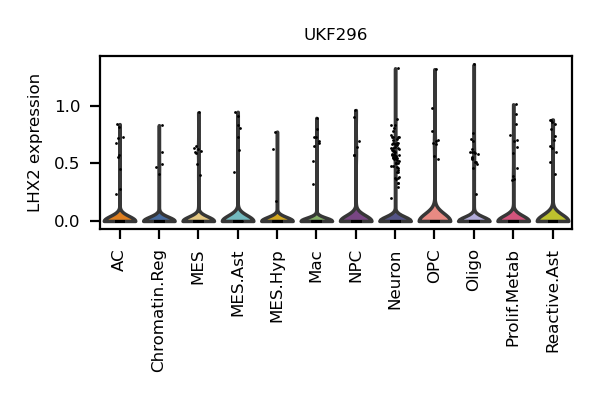 UKF296
LHX2 expression
1.0
0.5
0.0
AC
Chromatin.Reg
MES
MES.Ast
MES.Hyp
Mac
NPC
Neuron
OPC
Oligo
Prolif.Metab
Reactive.Ast